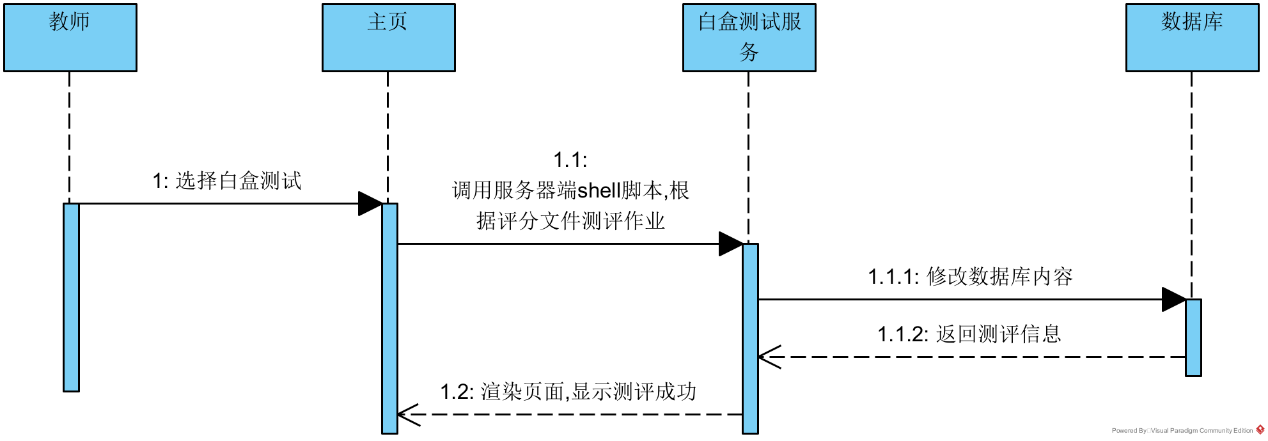 教师
主页
白盒测试服
务
数据库
1: 选择白盒测试
1.1:
调用服务器端shell脚本,根
据评分文件测评作业
1.1.1: 修改数据库内容
1.1.2: 返回测评信息
1.2: 渲染页面,显示测评成功
Powered By::Visual Paradigm Community Edition